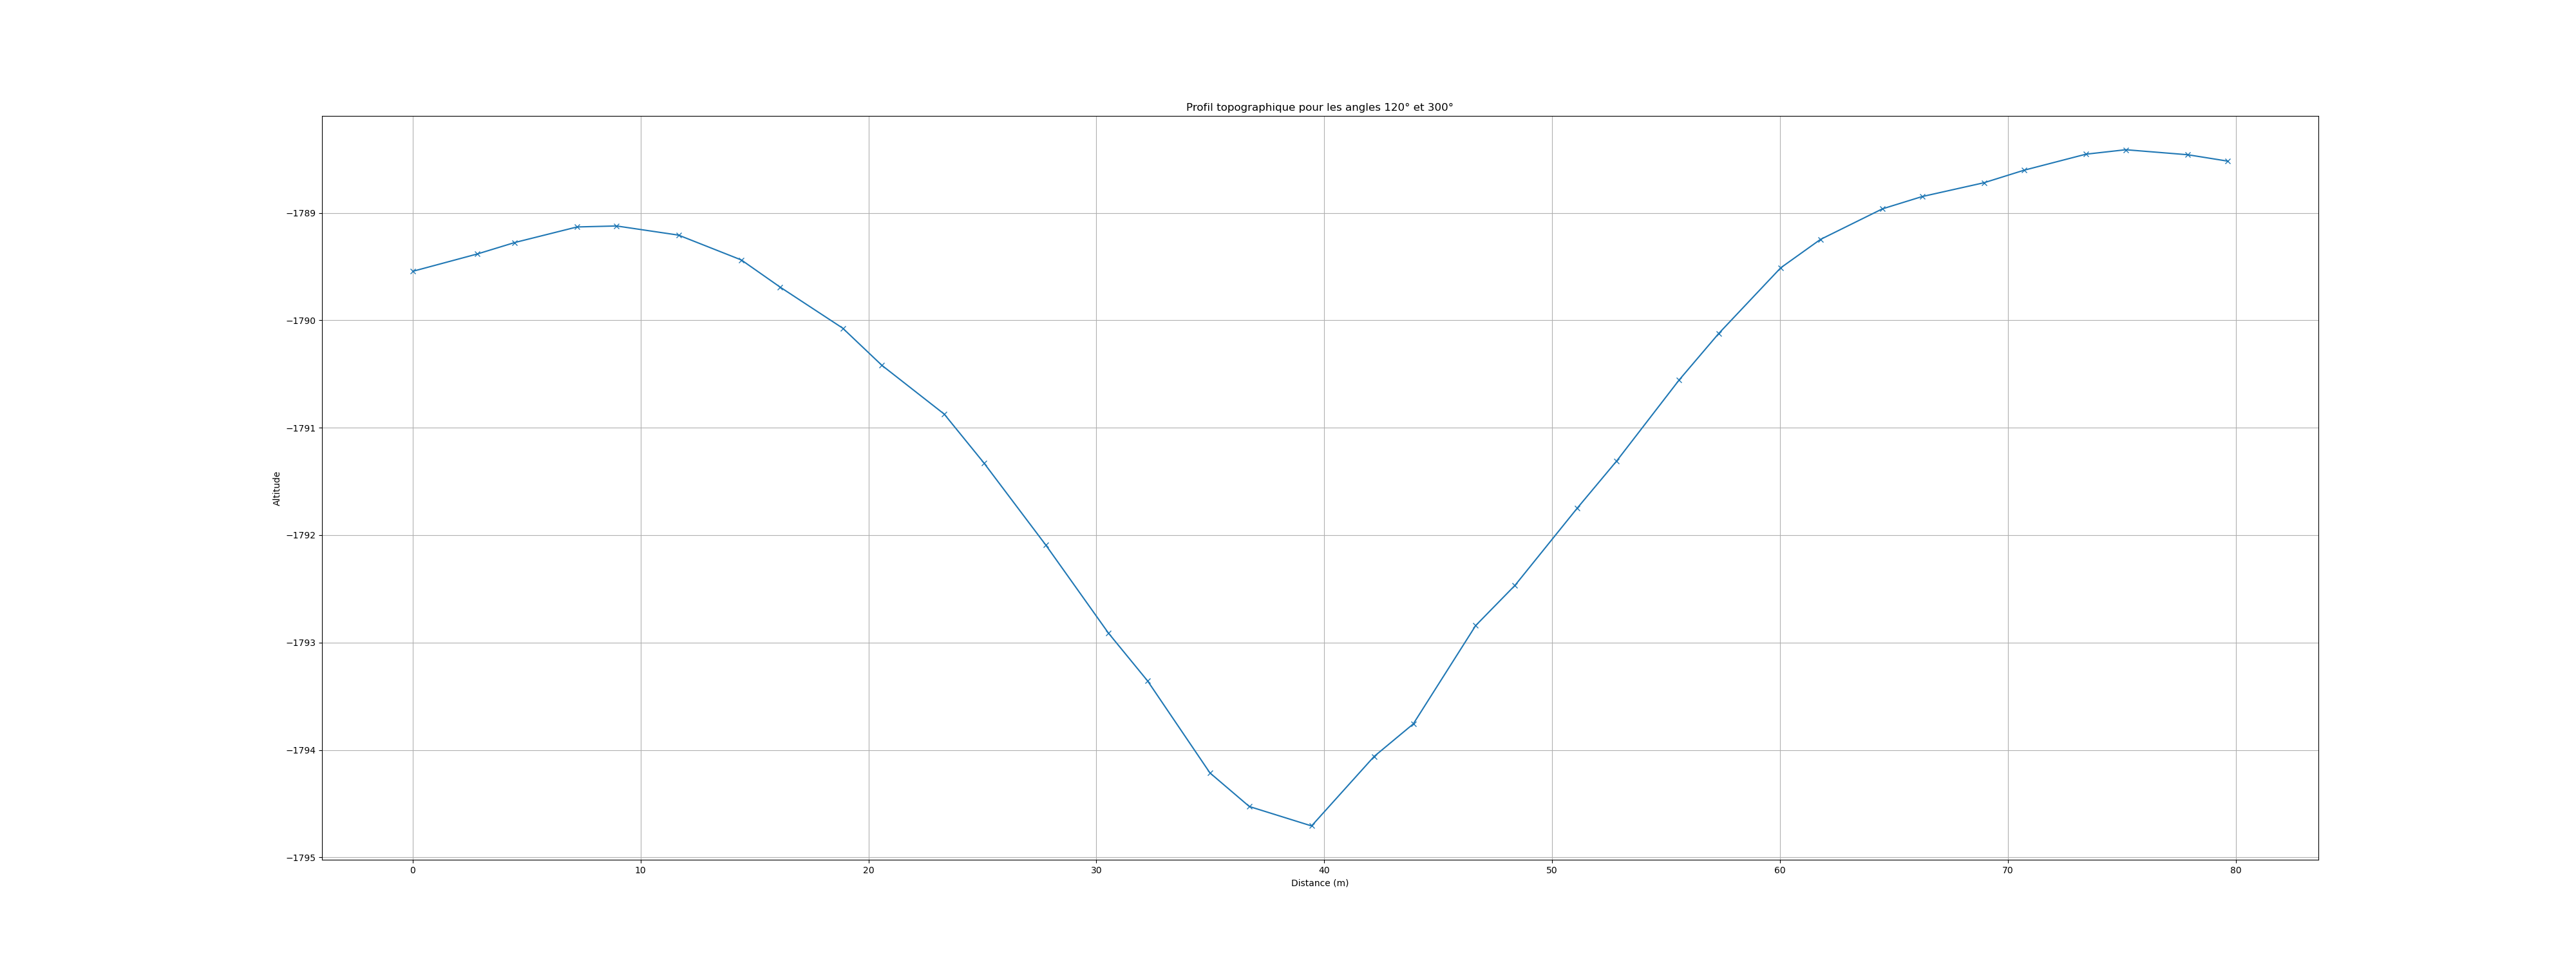 Profil topographique pour les angles 120° et 300°
−1789
−1790
−1791
−1792
−1793
−1794
−1795
Altitude
0 10 20 30 40 50 60 70 80
Distance (m)